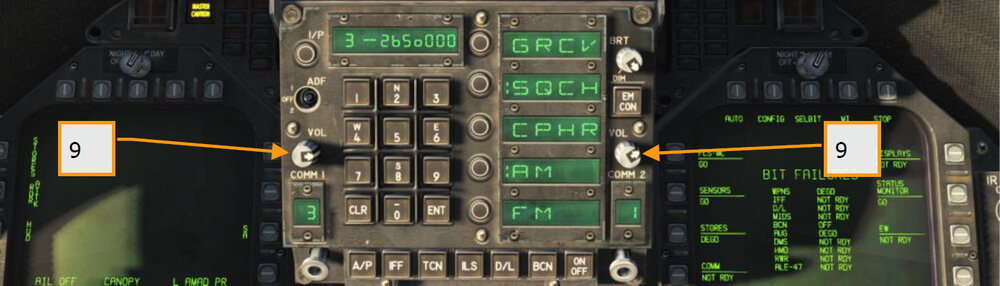 MASTER
CAUTION
NIGHT DAY
I/P
3 --265o000
ADF
1
OFF
2
VOL
COMM 1
3
1
N
2
3
W
4
5
E
6
7
S
8
9
CLR
-
0
ENT
GRCV
:SQCH
CPHR
:AM
FM
BRT
DIM
EM
CON
VOL
COMM 2
1
A/P
IFF
TCN
ILS
D/L
BCN
ON
OFF
9
9
AIL OFF
CANOPY
L AMAD PR
AUTO
CONFIG
SELBIT
MI
STOP
GO
DISPLAYS
NOT RDY
BIT FAILURES
SENSORS
GO
STORES
DEGD
COMM
NOT RDY
WPNS DEGD
IFF NOT RDY
D/L NOT RDY
MIDS NOT RDY
BCN OFF
AUG DEGD
DMS NOT RDY
HMD NOT RDY
RWR NOT RDY
ALE-47 NOT RDY
STATUS
MONITOR
GO
EW
NOT RDY